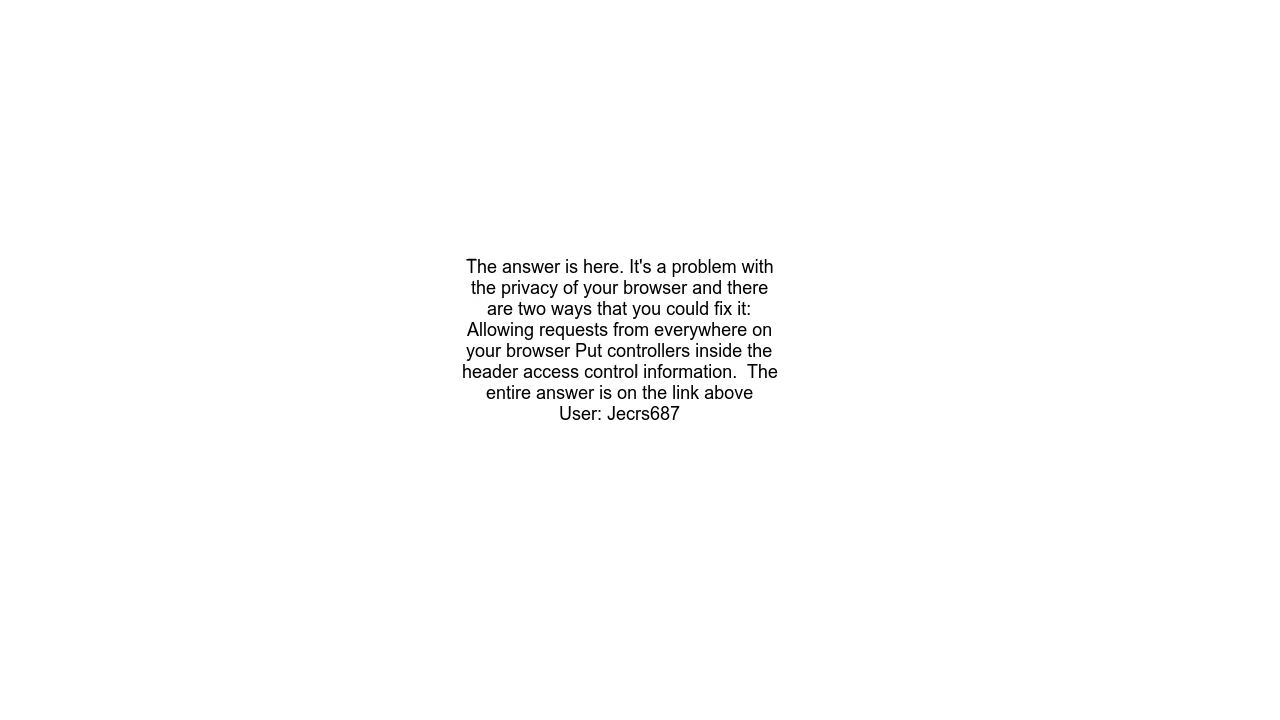 The answer is here. It's a problem with
the privacy of your browser and there
are two ways that you could fix it:
Allowing requests from everywhere on
your browser Put controllers inside the
header access control information.  The
entire answer is on the link above
User: Jecrs687